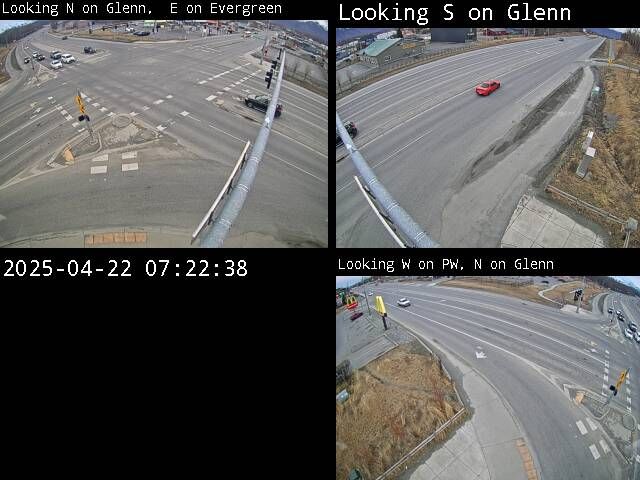 Looking N on Glenn,  E on Evergreen
Looking S on Glenn
2025-04-22 07:22:38
Looking W on PW, N on Glenn